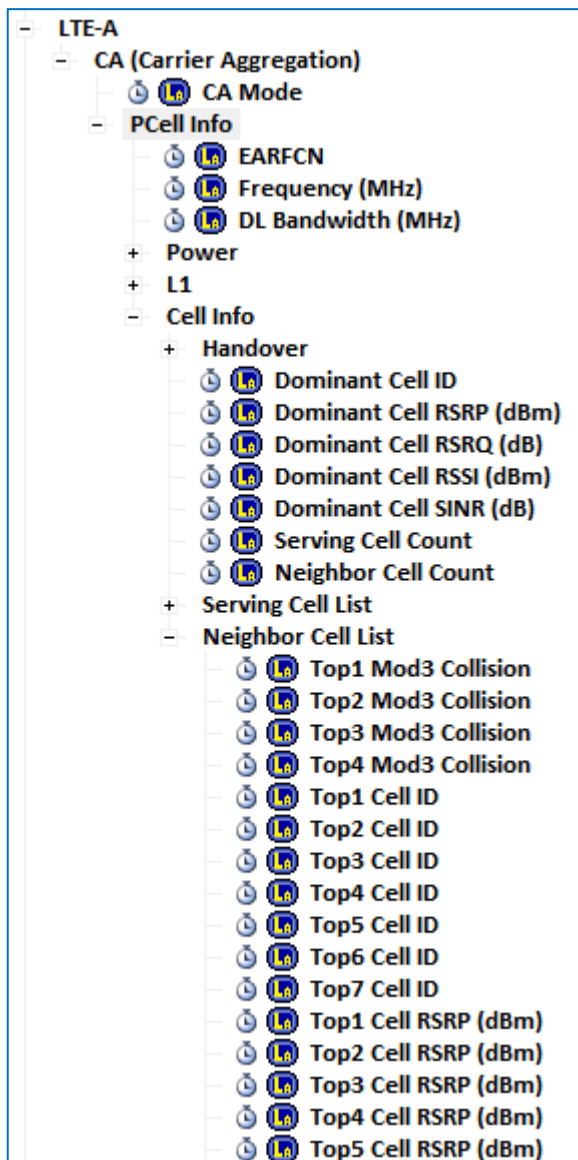 LTE-A
CA (Carrier Aggregation)
CA Mode
PCell Info
EARFCN
Frequency (MHz)
DL Bandwidth (MHz)
Power
L1
Cell Info
Handover
Dominant Cell ID
Dominant Cell RSRP (dBm)
Dominant Cell RSRQ (dB)
Dominant Cell RSSI (dBm)
Dominant Cell SINR (dB)
Serving Cell Count
Neighbor Cell Count
Serving Cell List
Neighbor Cell List
Top1 Mod3 Collision
Top2 Mod3 Collision
Top3 Mod3 Collision
Top4 Mod3 Collision
Top1 Cell ID
Top2 Cell ID
Top3 Cell ID
Top4 Cell ID
Top5 Cell ID
Top6 Cell ID
Top7 Cell ID
Top1 Cell RSRP (dBm)
Top2 Cell RSRP (dBm)
Top3 Cell RSRP (dBm)
Top4 Cell RSRP (dBm)
Top5 Cell RSRP (dBm)